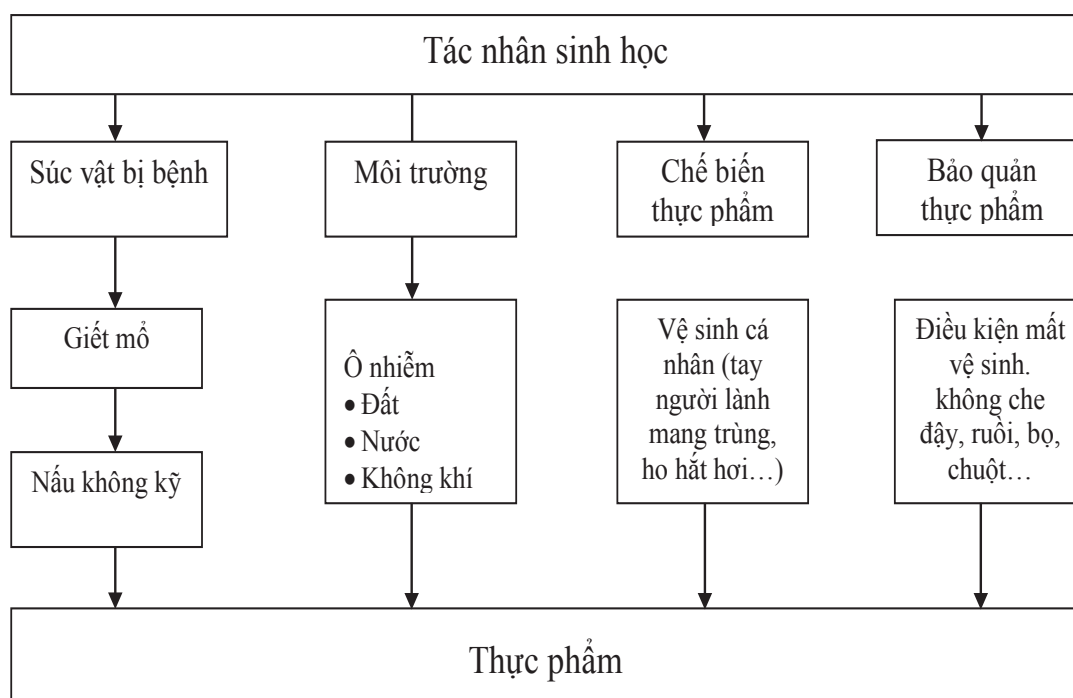 Tác nhân sinh học
Súc vật bị bệnh
Môi trường
Chế biến
thực phẩm
Bảo quản
thực phẩm
Giết mổ
Nấu không kỹ
Ô nhiễm
• Đất
• Nước
• Không khí
Vệ sinh cá
nhân (tay
người lành
mang trùng,
ho hắt hơi…)
Điều kiện mất
vệ sinh.
không che
đậy, ruồi, bọ,
chuột…
Thực phẩm